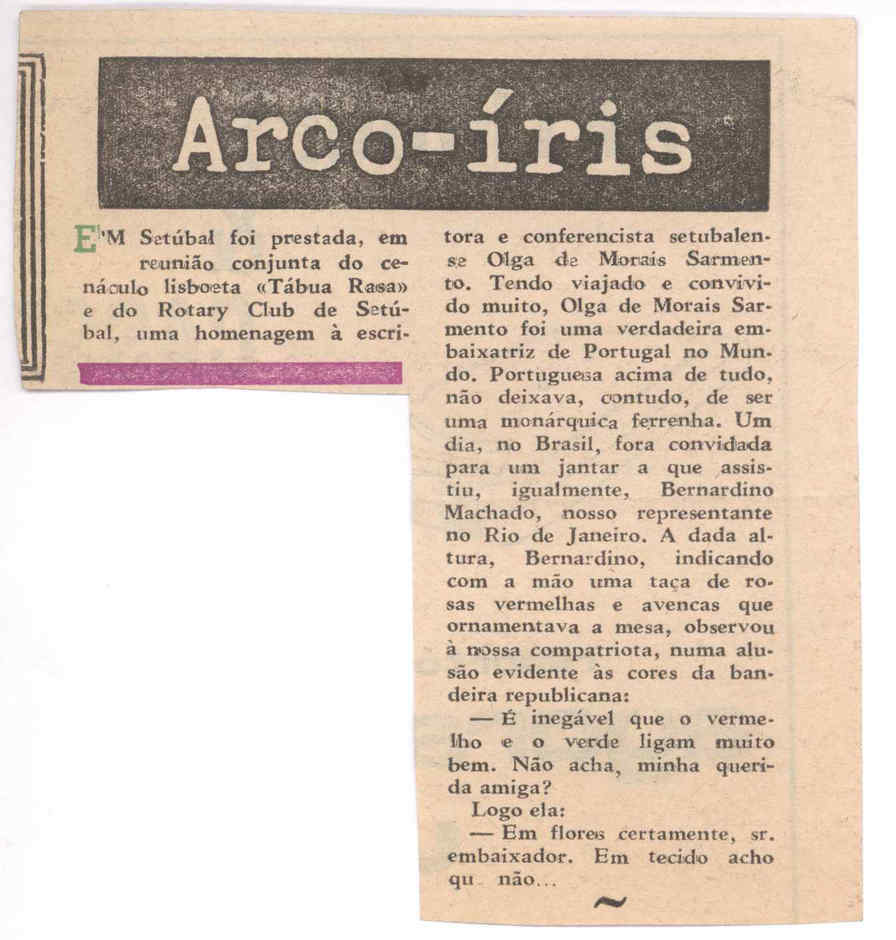 Arco-íris
E'M Setúbal foi prestada, em
reunião conjunta do ce-
náculo lisboeta «Tábua Rasa»
e do Rotary Club de Setú-
bal, uma homenagem à escri-
tora e conferencista setubalen-
se Olga de Morais Sarmen-
to. Tendo viajado e convivi-
do muito, Olga de Morais Sar-
mento foi uma verdadeira em-
baixatriz de Portugal no Mun-
do. Portuguesa acima de tudo,
não deixava, contudo, de ser
uma monárquica ferrenha. Um
dia, no Brasil, fora convidada
para um jantar a que assis-
tiu, igualmente, Bernardino
Machado, nosso representante
no Rio de Janeiro. A dada al-
tura, Bernardino, indicando
com a mão uma taça de ro-
sas vermelhas e avencas que
ornamentava a mesa, observou
à nossa compatriota, numa alu-
são evidente às cores da ban-
deira republicana:
— É inegável que o verme-
lho e o verde ligam muito
bem. Não acha, minha queri-
da amiga?
Logo ela:
— Em flores certamente, sr.
embaixador. Em tecido acho
qu não...
~